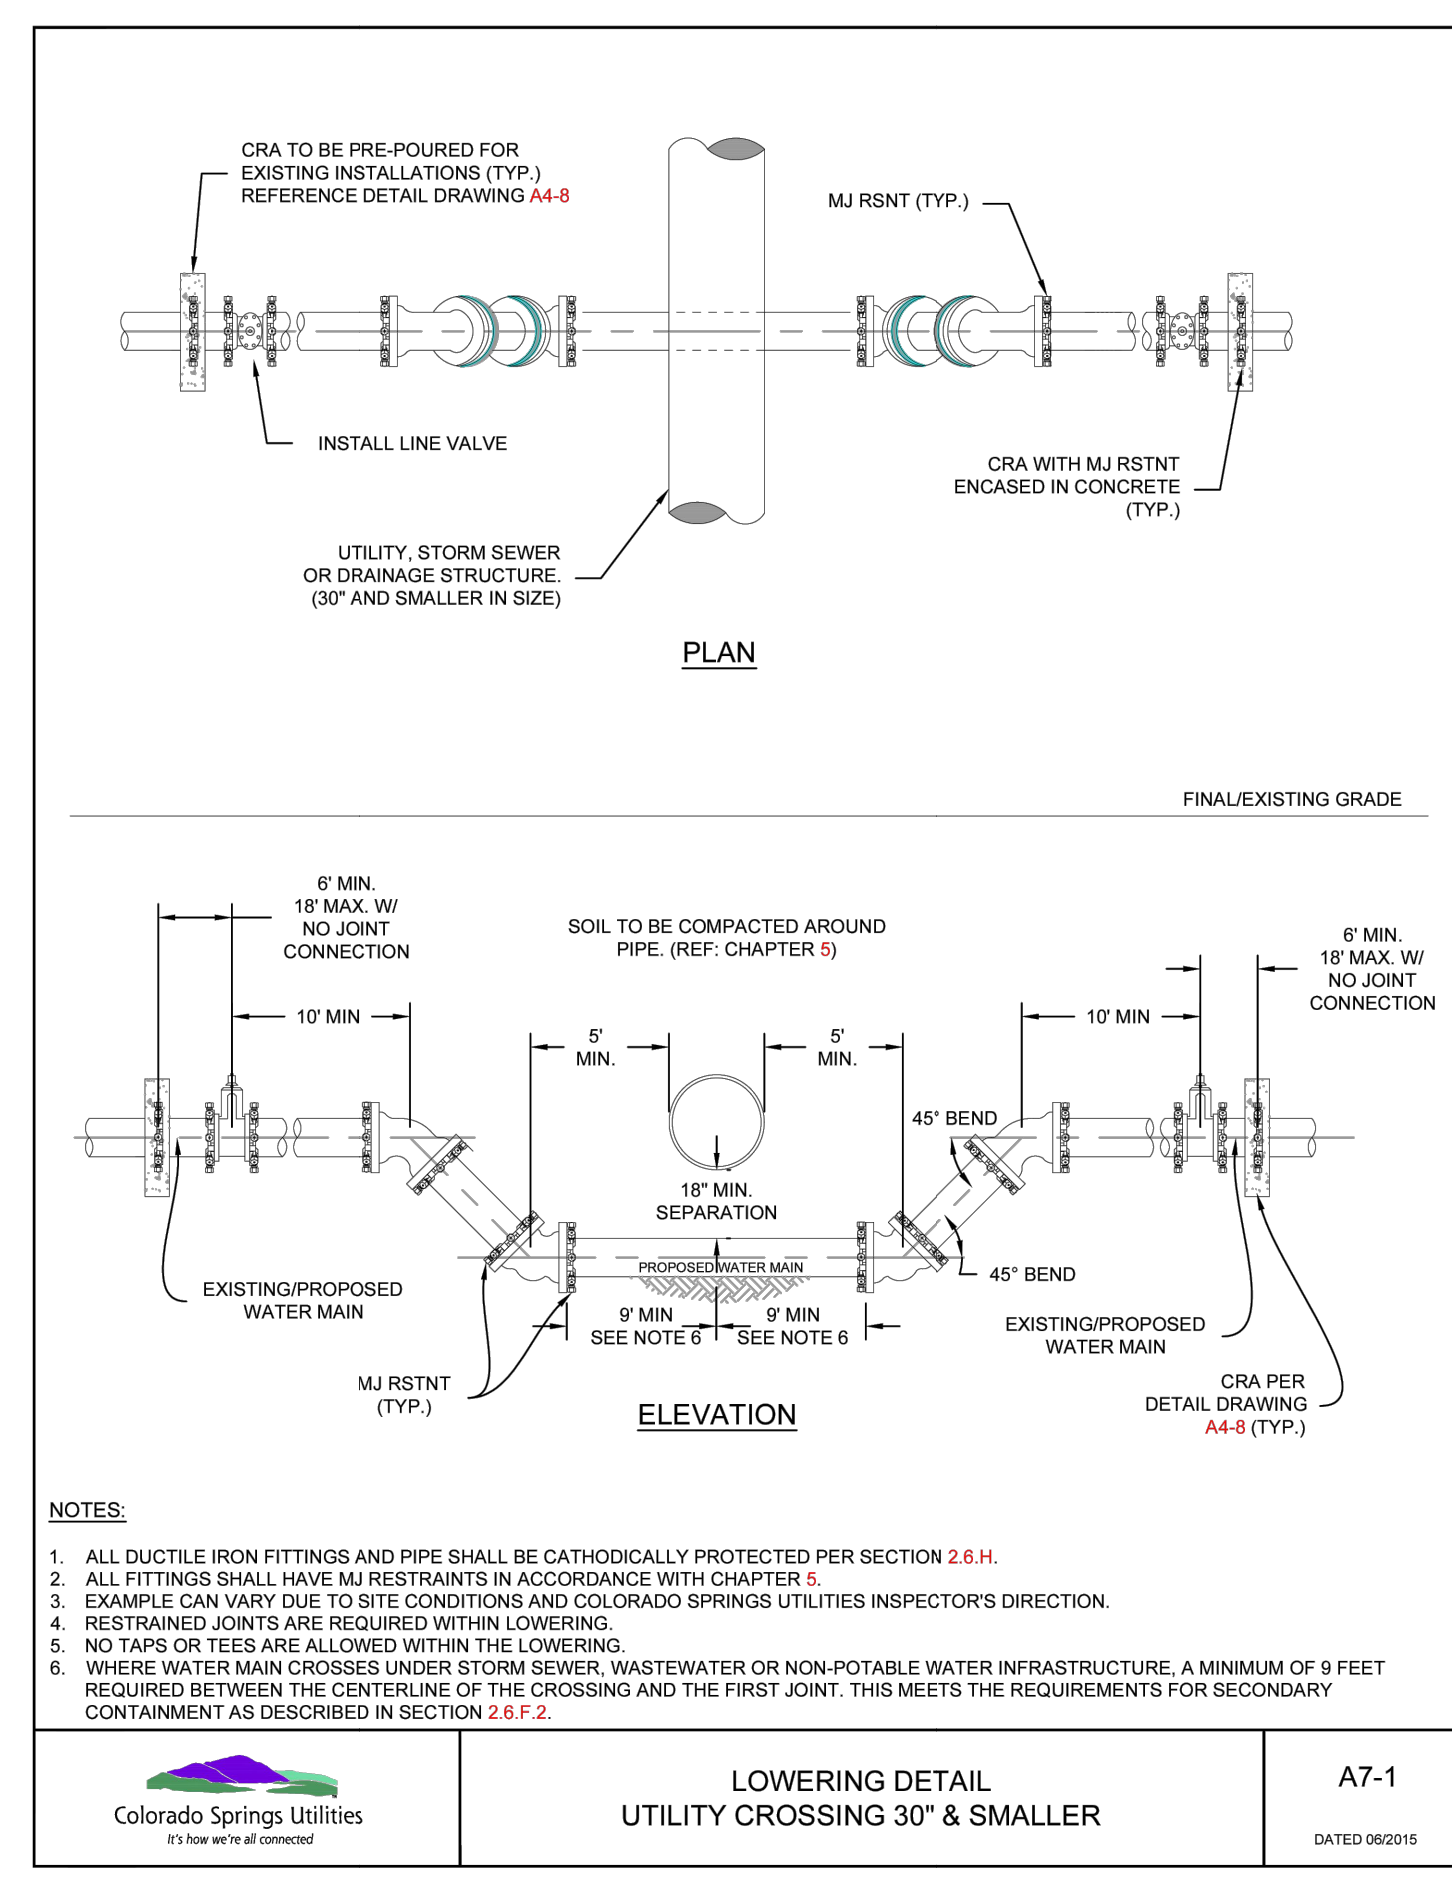 CRA TO BE PRE-POURED FOR
EXISTING INSTALLATIONS (TYP.)
REFERENCE DETAIL DRAWING A4-8
MJ RSNT (TYP.)
INSTALL LINE VALVE
CRA WITH MJ RSTNT
ENCASED IN CONCRETE
(TYP.)
UTILITY, STORM SEWER
OR DRAINAGE STRUCTURE.
(30" AND SMALLER IN SIZE)
PLAN
FINAL/EXISTING GRADE
6' MIN.
18' MAX. W/
NO JOINT
CONNECTION
SOIL TO BE COMPACTED AROUND
PIPE. (REF: CHAPTER 5)
6' MIN.
18' MAX. W/
NO JOINT
CONNECTION
10' MIN
10' MIN
5'
MIN.
5'
MIN.
45° BEND
18" MIN.
SEPARATION
PROPOSED WATER MAIN
45° BEND
EXISTING/PROPOSED
WATER MAIN
9' MIN
SEE NOTE 6
9' MIN
SEE NOTE 6
EXISTING/PROPOSED
WATER MAIN
MJ RSTNT
(TYP.)
CRA PER
DETAIL DRAWING
A4-8 (TYP.)
ELEVATION
NOTES:
1. ALL DUCTILE IRON FITTINGS AND PIPE SHALL BE CATHODICALLY PROTECTED PER SECTION 2.6.H.
2. ALL FITTINGS SHALL HAVE MJ RESTRAINTS IN ACCORDANCE WITH CHAPTER 5.
3. EXAMPLE CAN VARY DUE TO SITE CONDITIONS AND COLORADO SPRINGS UTILITIES INSPECTOR'S DIRECTION.
4. RESTRAINED JOINTS ARE REQUIRED WITHIN LOWERING.
5. NO TAPS OR TEES ARE ALLOWED WITHIN THE LOWERING.
6. WHERE WATER MAIN CROSSES UNDER STORM SEWER, WASTEWATER OR NON-POTABLE WATER INFRASTRUCTURE, A MINIMUM OF 9 FEET
REQUIRED BETWEEN THE CENTERLINE OF THE CROSSING AND THE FIRST JOINT. THIS MEETS THE REQUIREMENTS FOR SECONDARY
CONTAINMENT AS DESCRIBED IN SECTION 2.6.F.2.
Colorado Springs Utilities
It's how we're all connected
LOWERING DETAIL
UTILITY CROSSING 30" & SMALLER
A7-1
DATED 06/2015